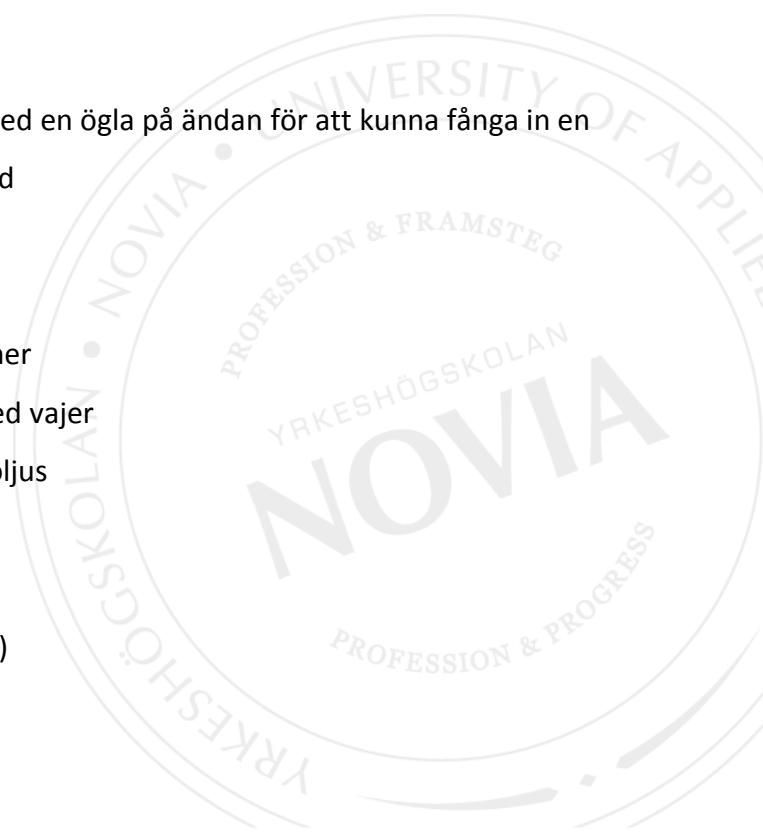 ed en ögla på ändan för att kunna fånga in en
d
ner
ed vajer
oljus
)
YRKESHÖGSKOLAN • NOVIA • UNIVERSITY OF APPLIED
PROFESSION & FRAMSTEG
YRKESHÖGSKOLAN
NOVIA
PROFESSION & PROGRESS